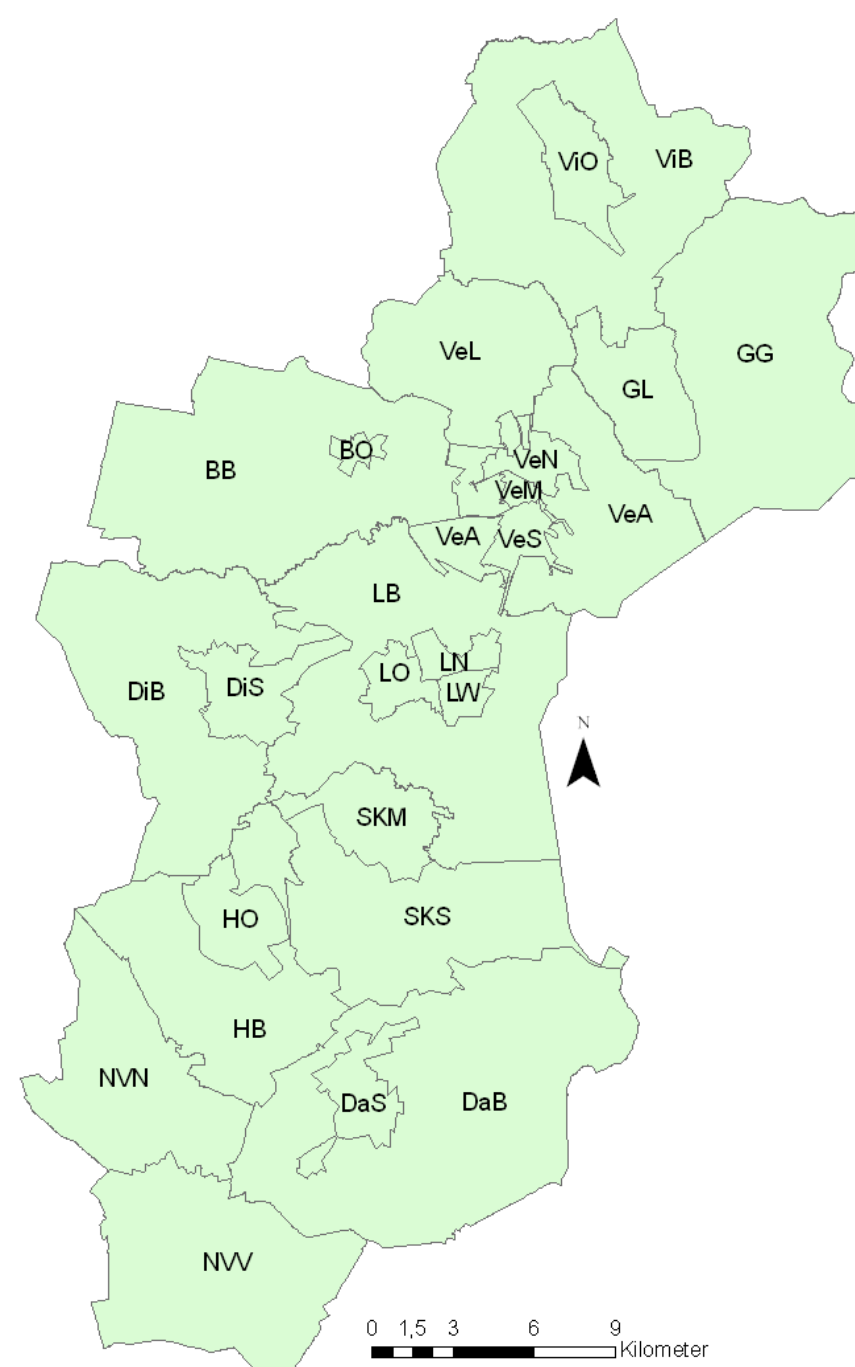 ViO
ViB
VeL
GG
GL
BO
BB
VeN
VeM
VeA
VeA
VeS
LB
LN
LO
LW
DiB
DiS
N
SKM
HO
SKS
HB
NVN
DaS
DaB
NVV
0 1,5 3 6 9
Kilometer